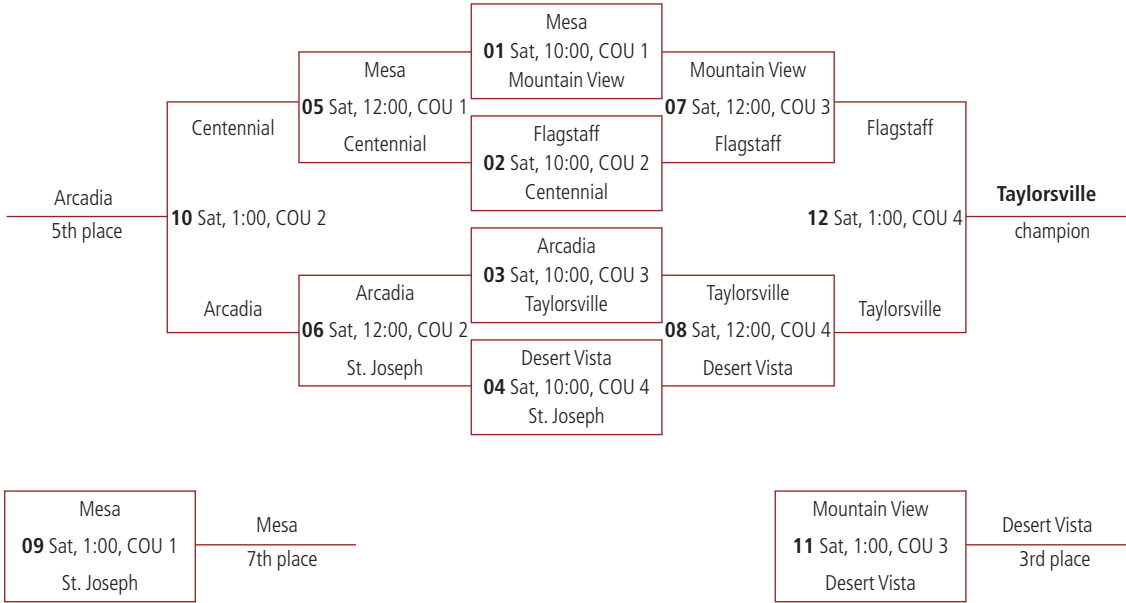 Mesa
01 Sat, 10:00, COU 1
Mountain View
Mesa
05 Sat, 12:00, COU 1
Centennial
Mountain View
07 Sat, 12:00, COU 3
Flagstaff
Flagstaff
02 Sat, 10:00, COU 2
Centennial
Centennial
10 Sat, 1:00, COU 2
Arcadia
Arcadia
5th place
Flagstaff
12 Sat, 1:00, COU 4
Taylorsville
Taylorsville
champion
Arcadia
03 Sat, 10:00, COU 3
Taylorsville
Arcadia
06 Sat, 12:00, COU 2
St. Joseph
Taylorsville
08 Sat, 12:00, COU 4
Desert Vista
Desert Vista
04 Sat, 10:00, COU 4
St. Joseph
Mesa
09 Sat, 1:00, COU 1
St. Joseph
Mesa
7th place
Mountain View
11 Sat, 1:00, COU 3
Desert Vista
Desert Vista
3rd place